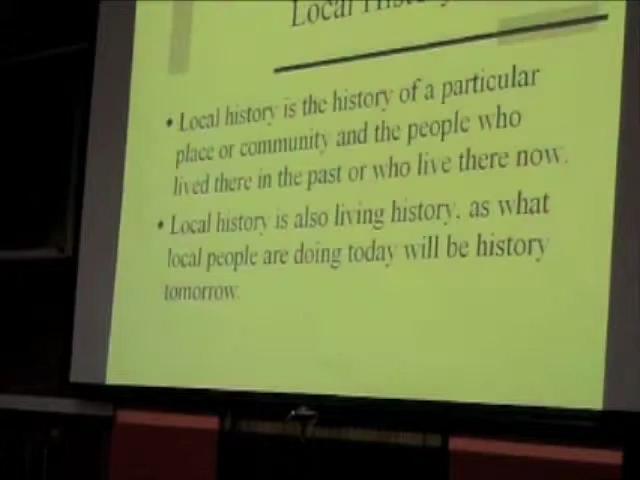 Local History
• Local history is the history of a particular
place or community and the people who
lived there in the past or who live there now.
• Local history is also living history, as what
local people are doing today will be history
tomorrow.